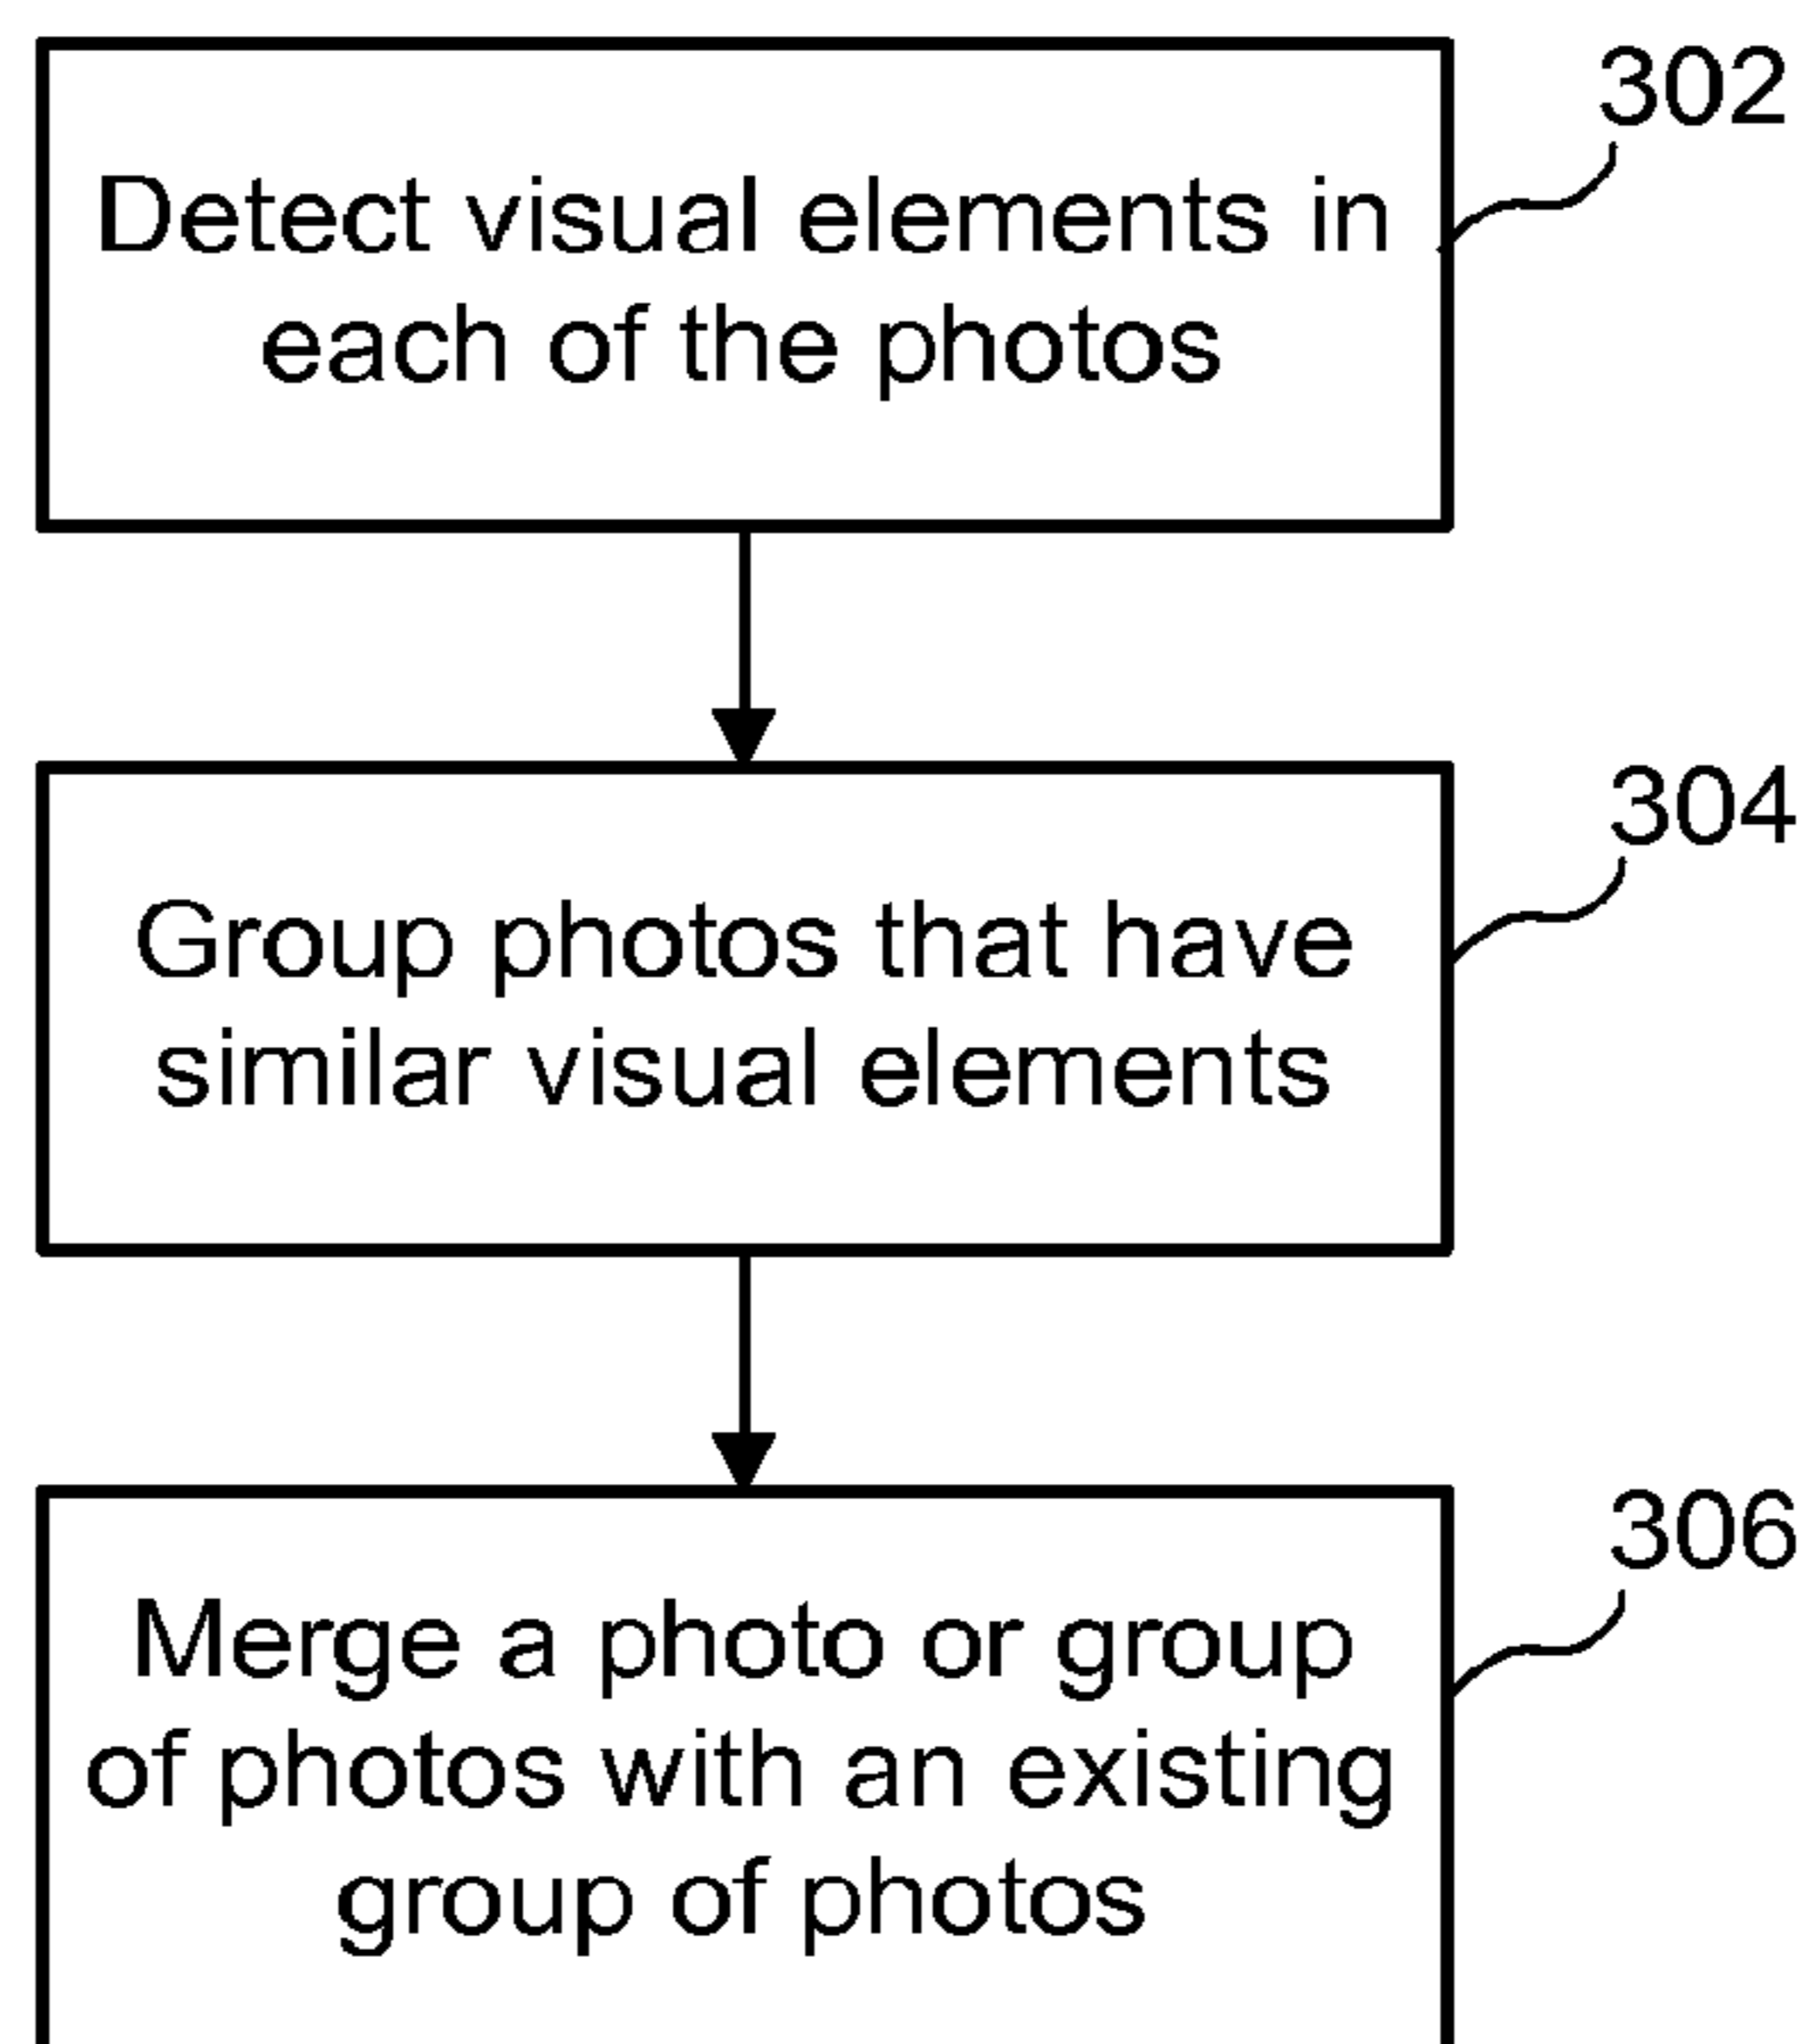 302
Detect visual elements in
each of the photos
304
Group photos that have
similar visual elements
306
Merge a photo or group
of photos with an existing
group of photos